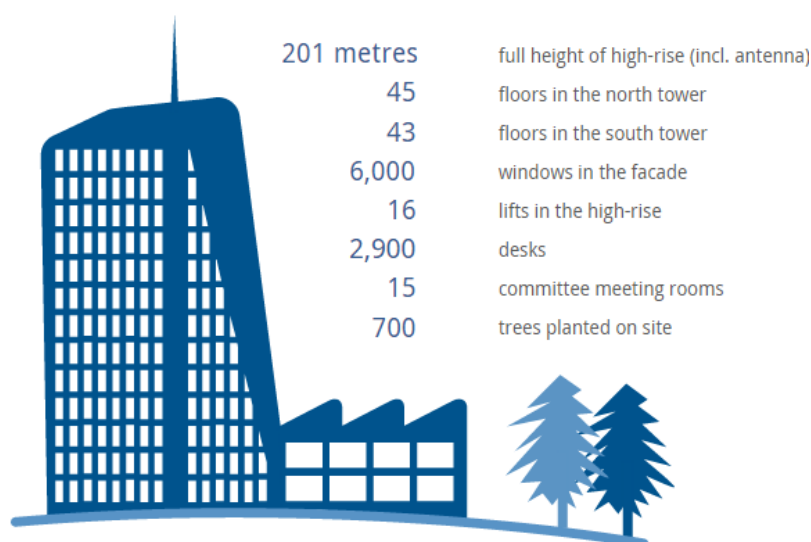 201 metres full height of high-rise (incl. antenna)
45 floors in the north tower
43 floors in the south tower
6,000 windows in the facade
16 lifts in the high-rise
2,900 desks
15 committee meeting rooms
700 trees planted on site